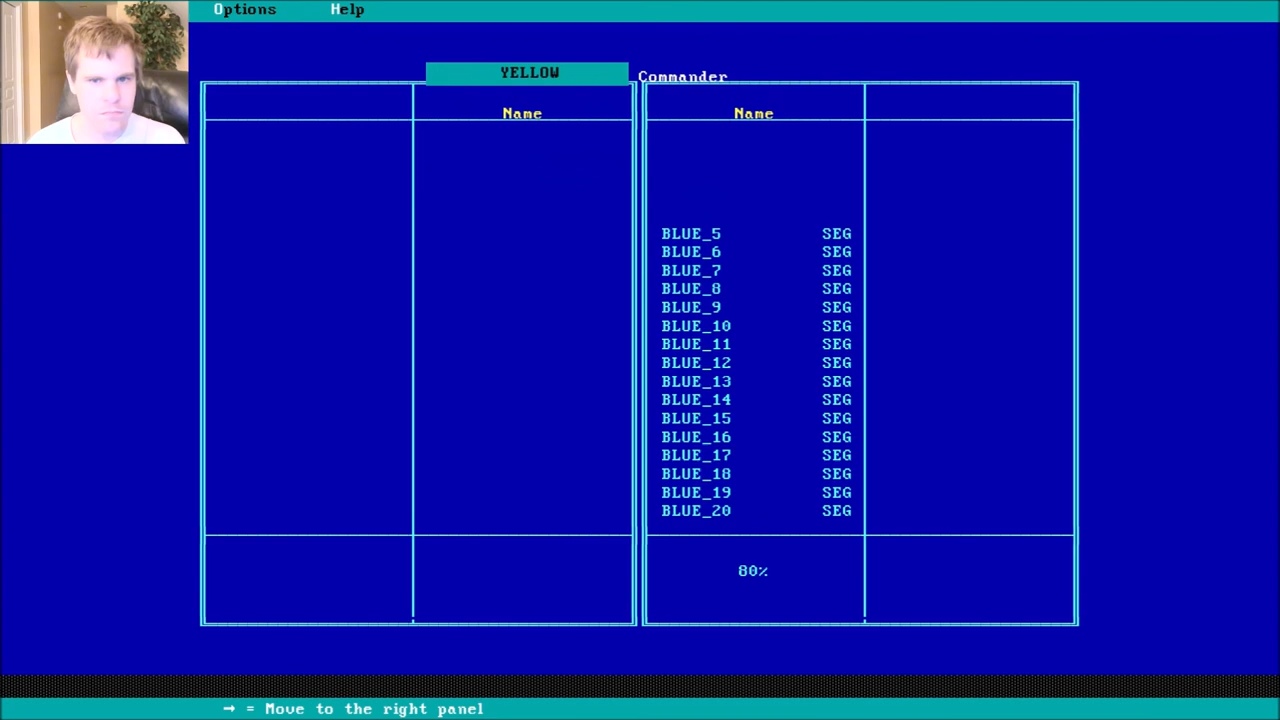 Options Help
YELLOW Commander
Name Name
BLUE_5 SEG
BLUE_6 SEG
BLUE_7 SEG
BLUE_8 SEG
BLUE_9 SEG
BLUE_10 SEG
BLUE_11 SEG
BLUE_12 SEG
BLUE_13 SEG
BLUE_14 SEG
BLUE_15 SEG
BLUE_16 SEG
BLUE_17 SEG
BLUE_18 SEG
BLUE_19 SEG
BLUE_20 SEG
80%
→ = Move to the right panel